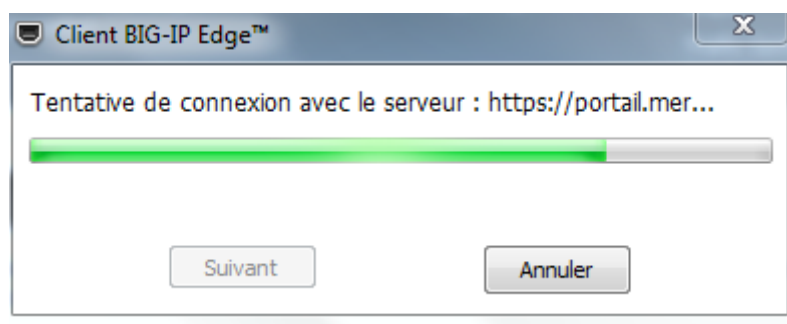 Client BIG-IP Edge™
Tentative de connexion avec le serveur : https://portail.mer...
Suivant Annuler